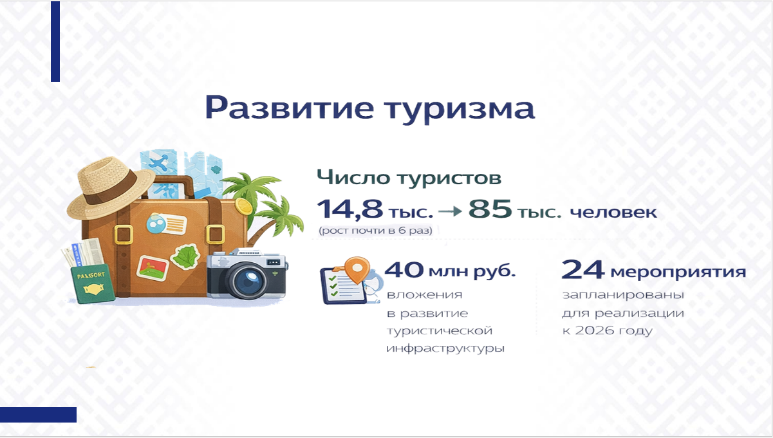 Развитие туризма
Число туристов
14,8 тыс. → 85 тыс. человек
(рост почти в 6 раз)
40 млн руб.
вложения
в развитие
туристической
инфраструктуры
24 мероприятия
запланированы
для реализации
к 2026 году
PASSPORT